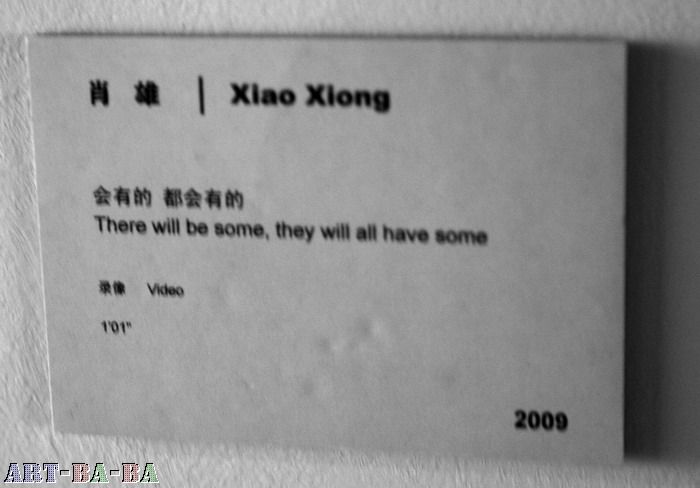 肖 雄 | Xiao Xiong
会有的 都会有的
There will be some, they will all have some
录像 Video
1'01"
2009
ART-BA-BA